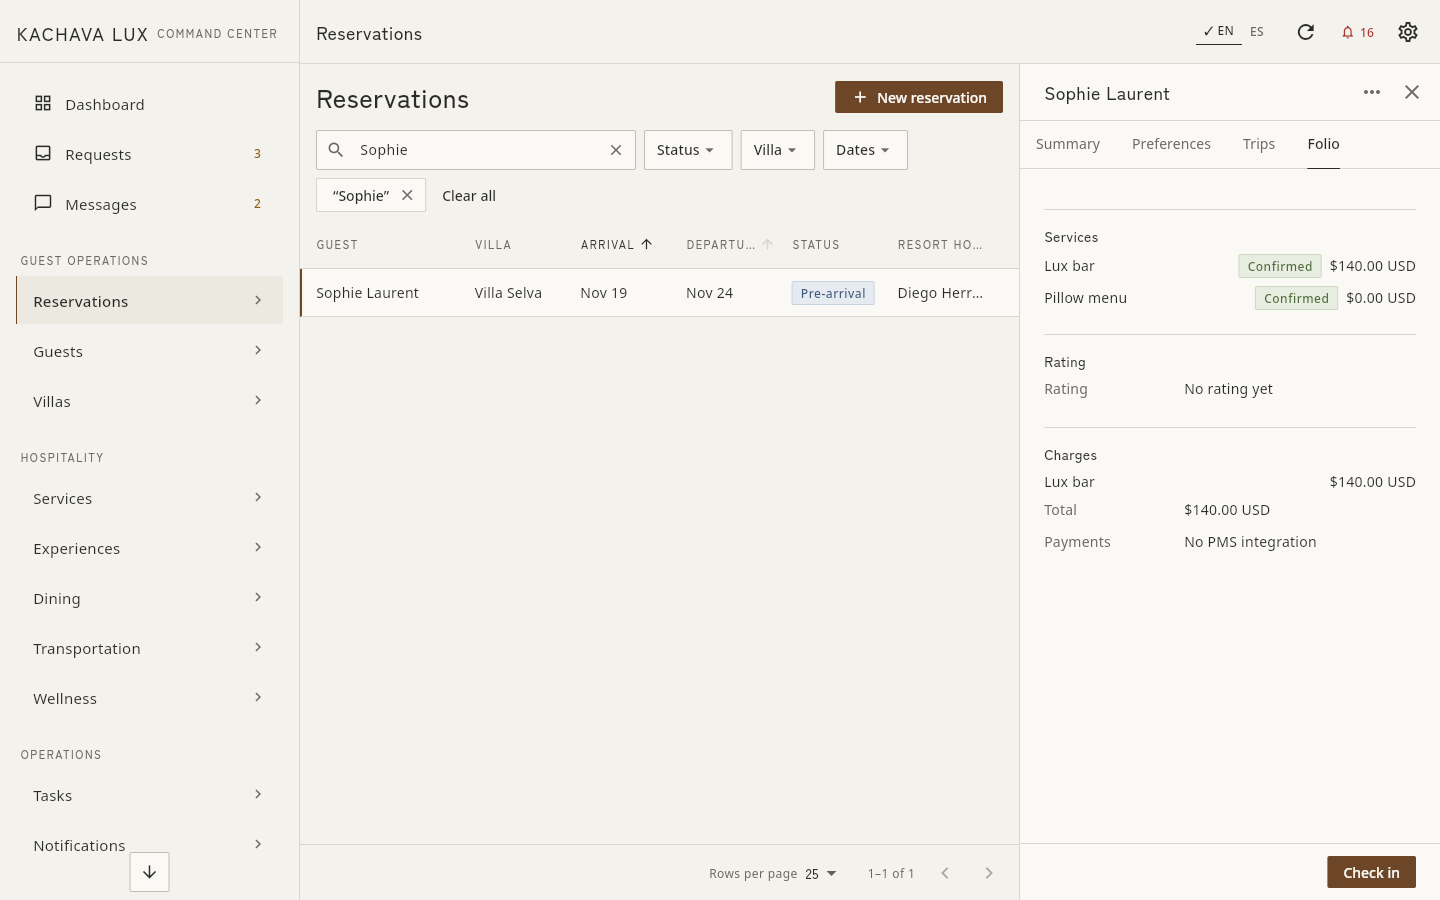 KACHAVA LUX COMMAND CENTER
Dashboard
Requests 3
Messages 2
GUEST OPERATIONS
Reservations
Guests
Villas
HOSPITALITY
Services
Experiences
Dining
Transportation
Wellness
OPERATIONS
Tasks
Notifications
Reservations
✓ EN ES
16
Reservations
+ New reservation
Sophie
Status
Villa
Dates
“Sophie”
Clear all
GUEST VILLA ARRIVAL DEPARTU… STATUS RESORT HO…
Sophie Laurent Villa Selva Nov 19 Nov 24 Pre-arrival Diego Herr…
Rows per page 25 1–1 of 1
Sophie Laurent
Summary Preferences Trips Folio
Services
Lux bar Confirmed $140.00 USD
Pillow menu Confirmed $0.00 USD
Rating
Rating No rating yet
Charges
Lux bar $140.00 USD
Total $140.00 USD
Payments No PMS integration
Check in